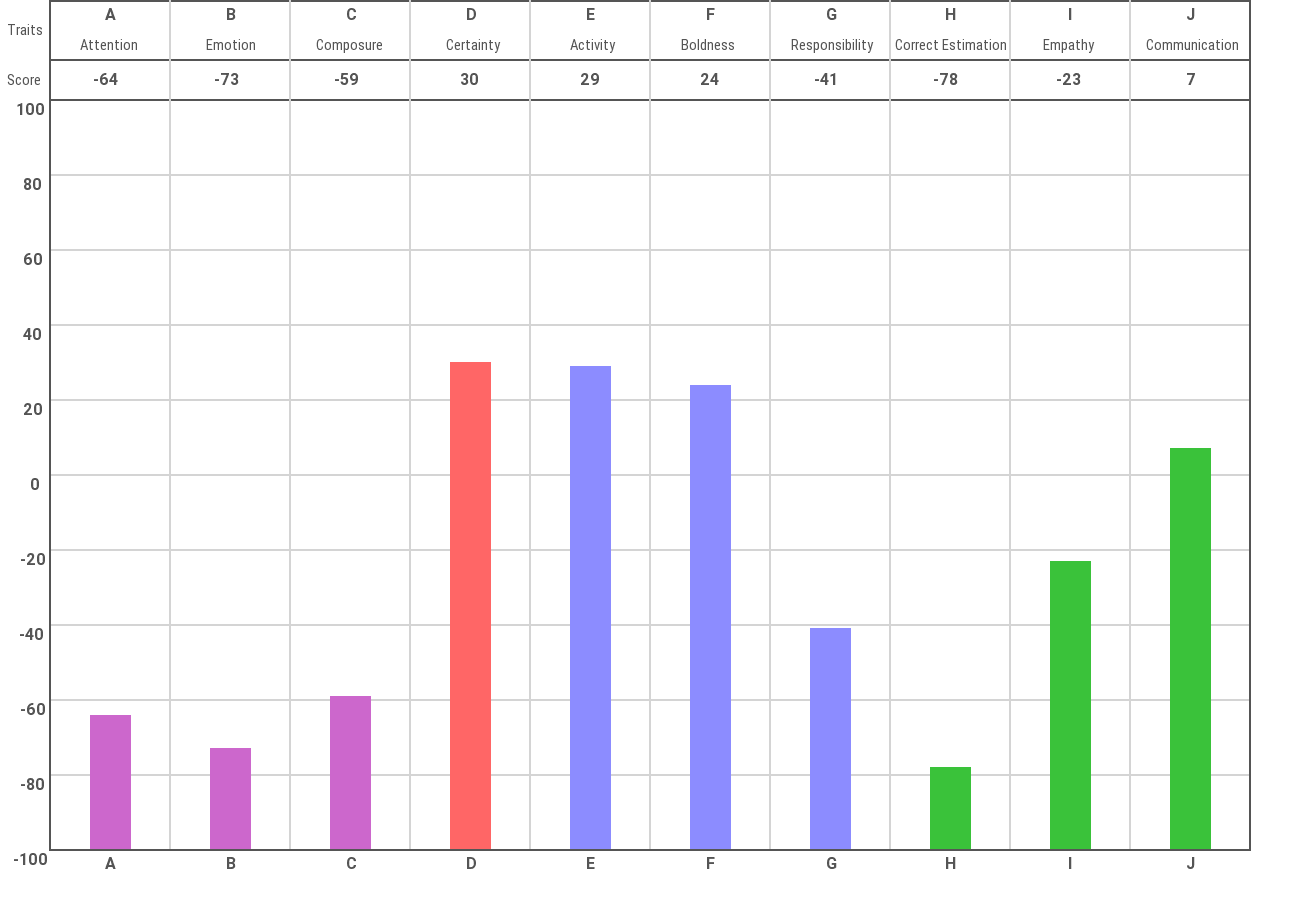 Traits A B C D E F G H I J
Attention Emotion Composure Certainty Activity Boldness Responsibility Correct Estimation Empathy Communication
Score -64 -73 -59 30 29 24 -41 -78 -23 7
100
80
60
40
20
0
-20
-40
-60
-80
-100
A B C D E F G H I J